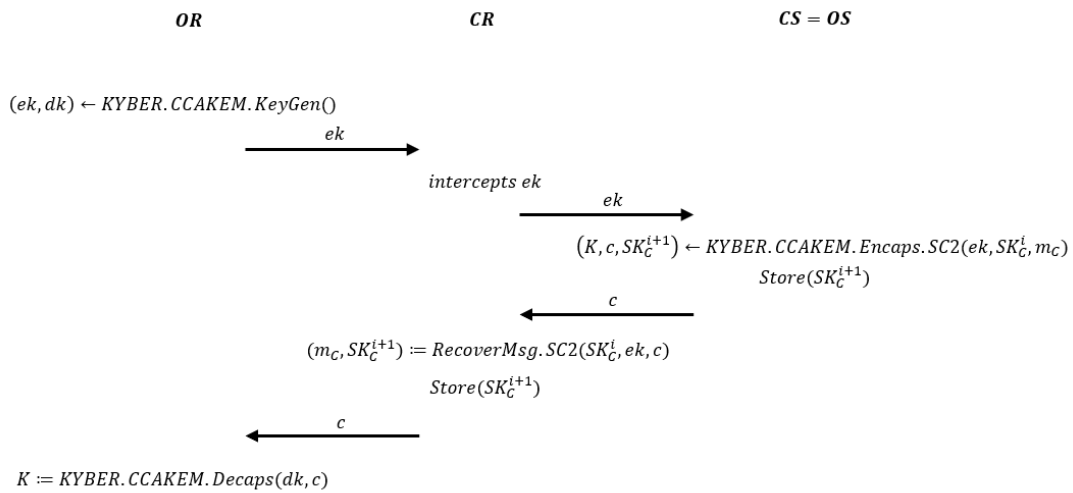 OR CR CS = OS
(ek, dk) ← KYBER.CCAKEM.KeyGen()
ek
intercepts ek
ek
(K, c, SK_C^{i+1}) ← KYBER.CCAKEM.Encaps.SC2(ek, SK_C^i, m_C)
Store(SK_C^{i+1})
c
(m_C, SK_C^{i+1}) ≔ RecoverMsg.SC2(SK_C^i, ek, c)
Store(SK_C^{i+1})
c
K ≔ KYBER.CCAKEM.Decaps(dk, c)